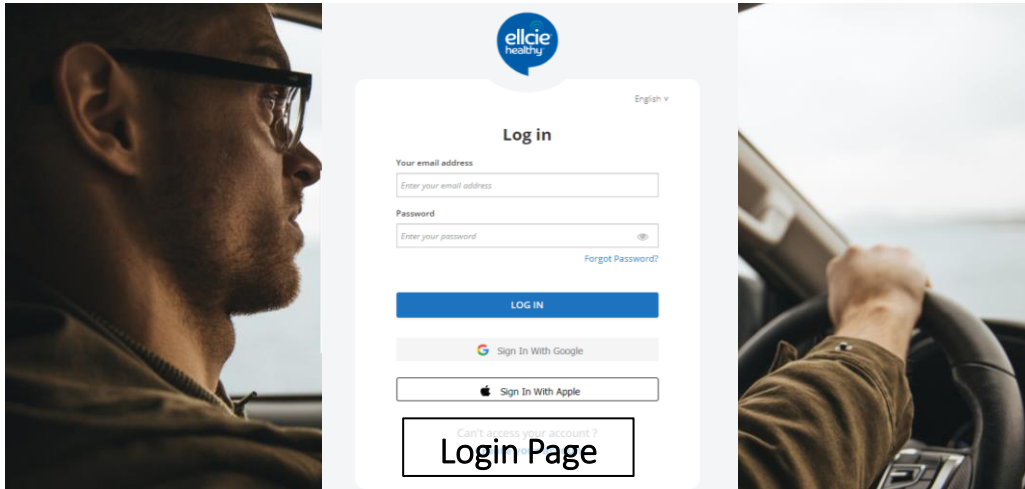 ellcie
healthy
English
Log in
Your email address
Enter your email address
Password
Enter your password
Forgot Password?
LOG IN
Sign In With Google
Sign In With Apple
Can't access your account ?
Login Page